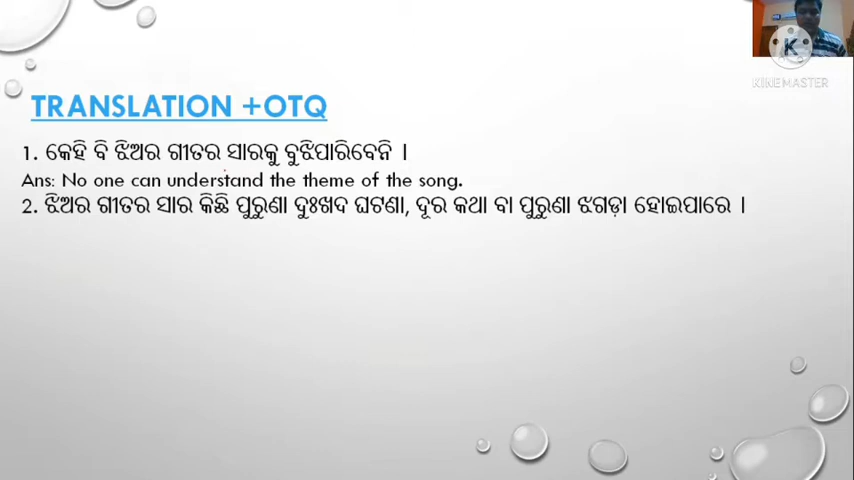 TRANSLATION +OTQ
1. କେହି ବି ଝିଅର ଗୀତର ସାରକୁ ବୁଝିପାରିବେନି ।
Ans: No one can understand the theme of the song.
2. ଝିଅର ଗୀତର ସାର କିଛି ପୁରୁଣା ଦୁଃଖଦ ଘଟଣା, ଦୂର କଥା ବା ପୁରୁଣା ଝଗଡ଼ା ହୋଇପାରେ ।
K
KINEMASTER